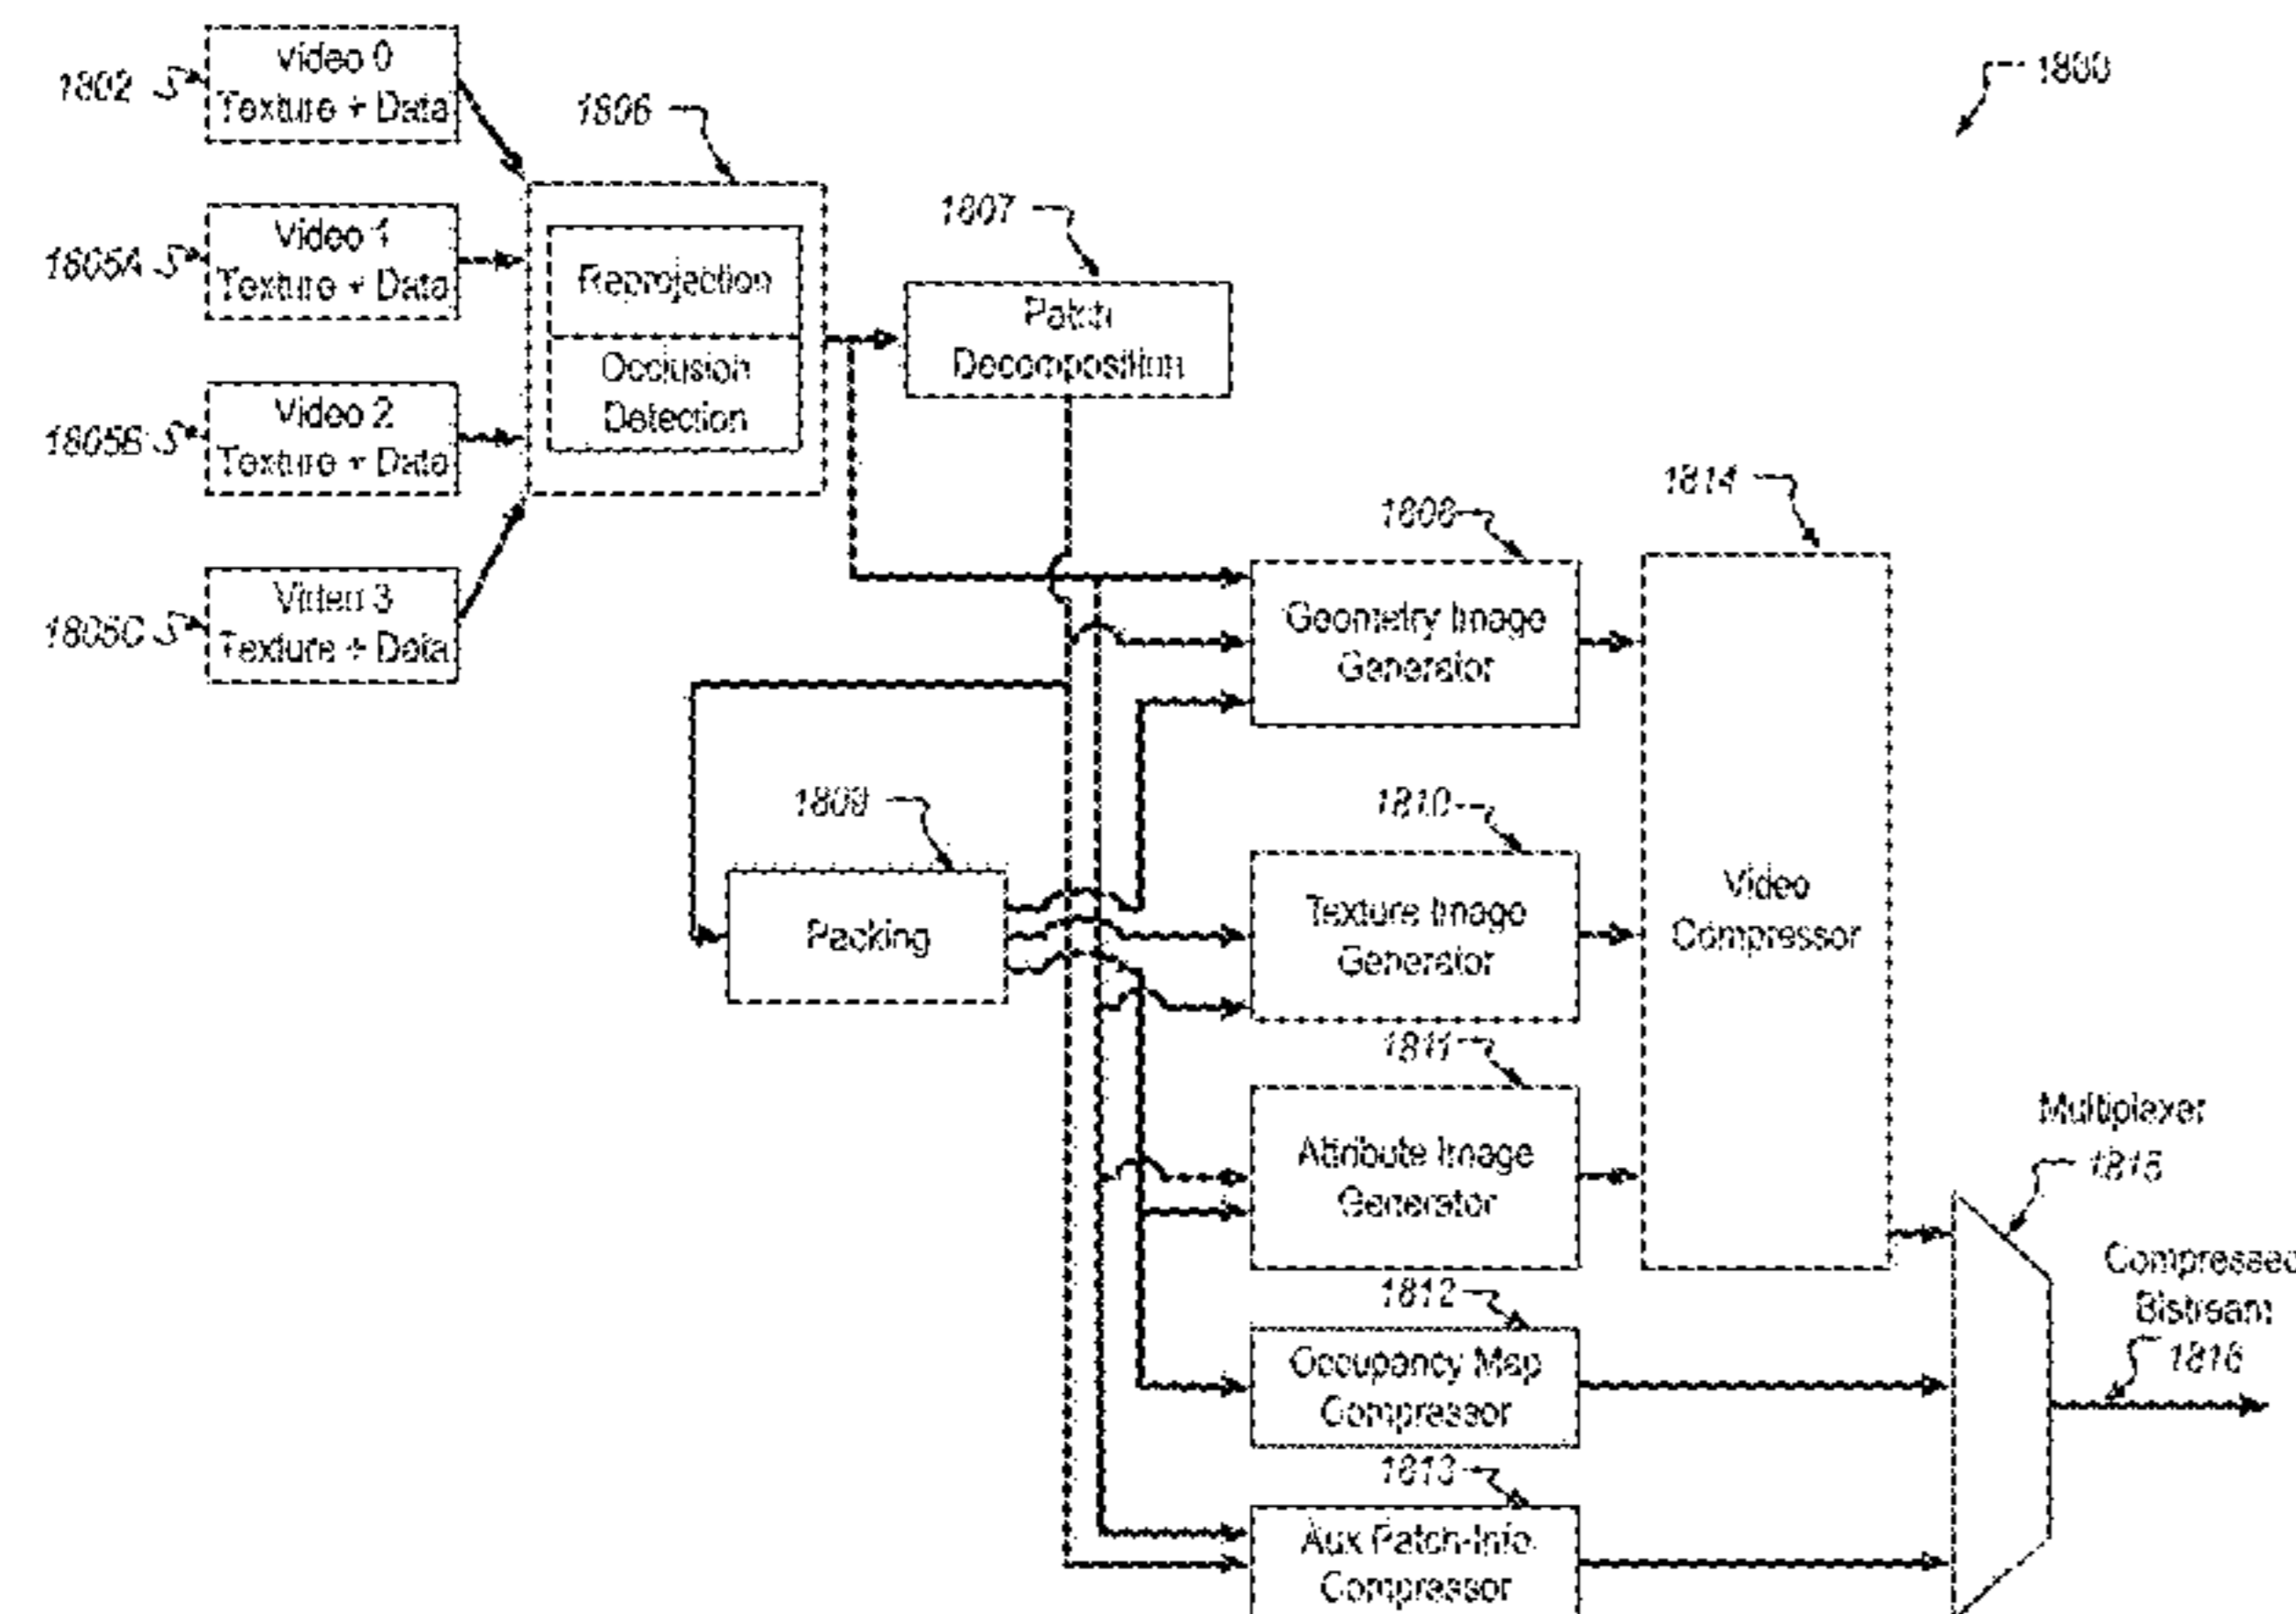 1800
1802
Video 0
Texture + Data
1805A
Video 1
Texture + Data
1805B
Video 2
Texture + Data
1805C
Video 3
Texture + Data
1806
Reprojection
Occlusion
Detection
1807
Patch
Decomposition
1808
Geometry Image
Generator
1809
Packing
1810
Texture Image
Generator
1811
Attribute Image
Generator
1812
Occupancy Map
Compressor
1813
Aux Patch-Info
Compressor
1814
Video
Compressor
Multiplexer
1815
Compressed
Bistream
1816